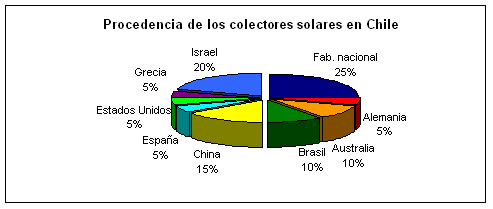 Procedencia de los colectores solares en Chile
Israel
20%
Fab. nacional
25%
Grecia
5%
Estados Unidos
5%
Alemania
5%
España
5%
China
15%
Brasil
10%
Australia
10%